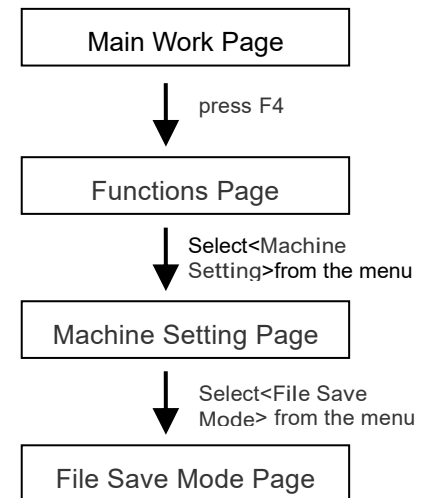 Main Work Page
press F4
Functions Page
Select<Machine
Setting>from the menu
Machine Setting Page
Select<File Save
Mode> from the menu
File Save Mode Page